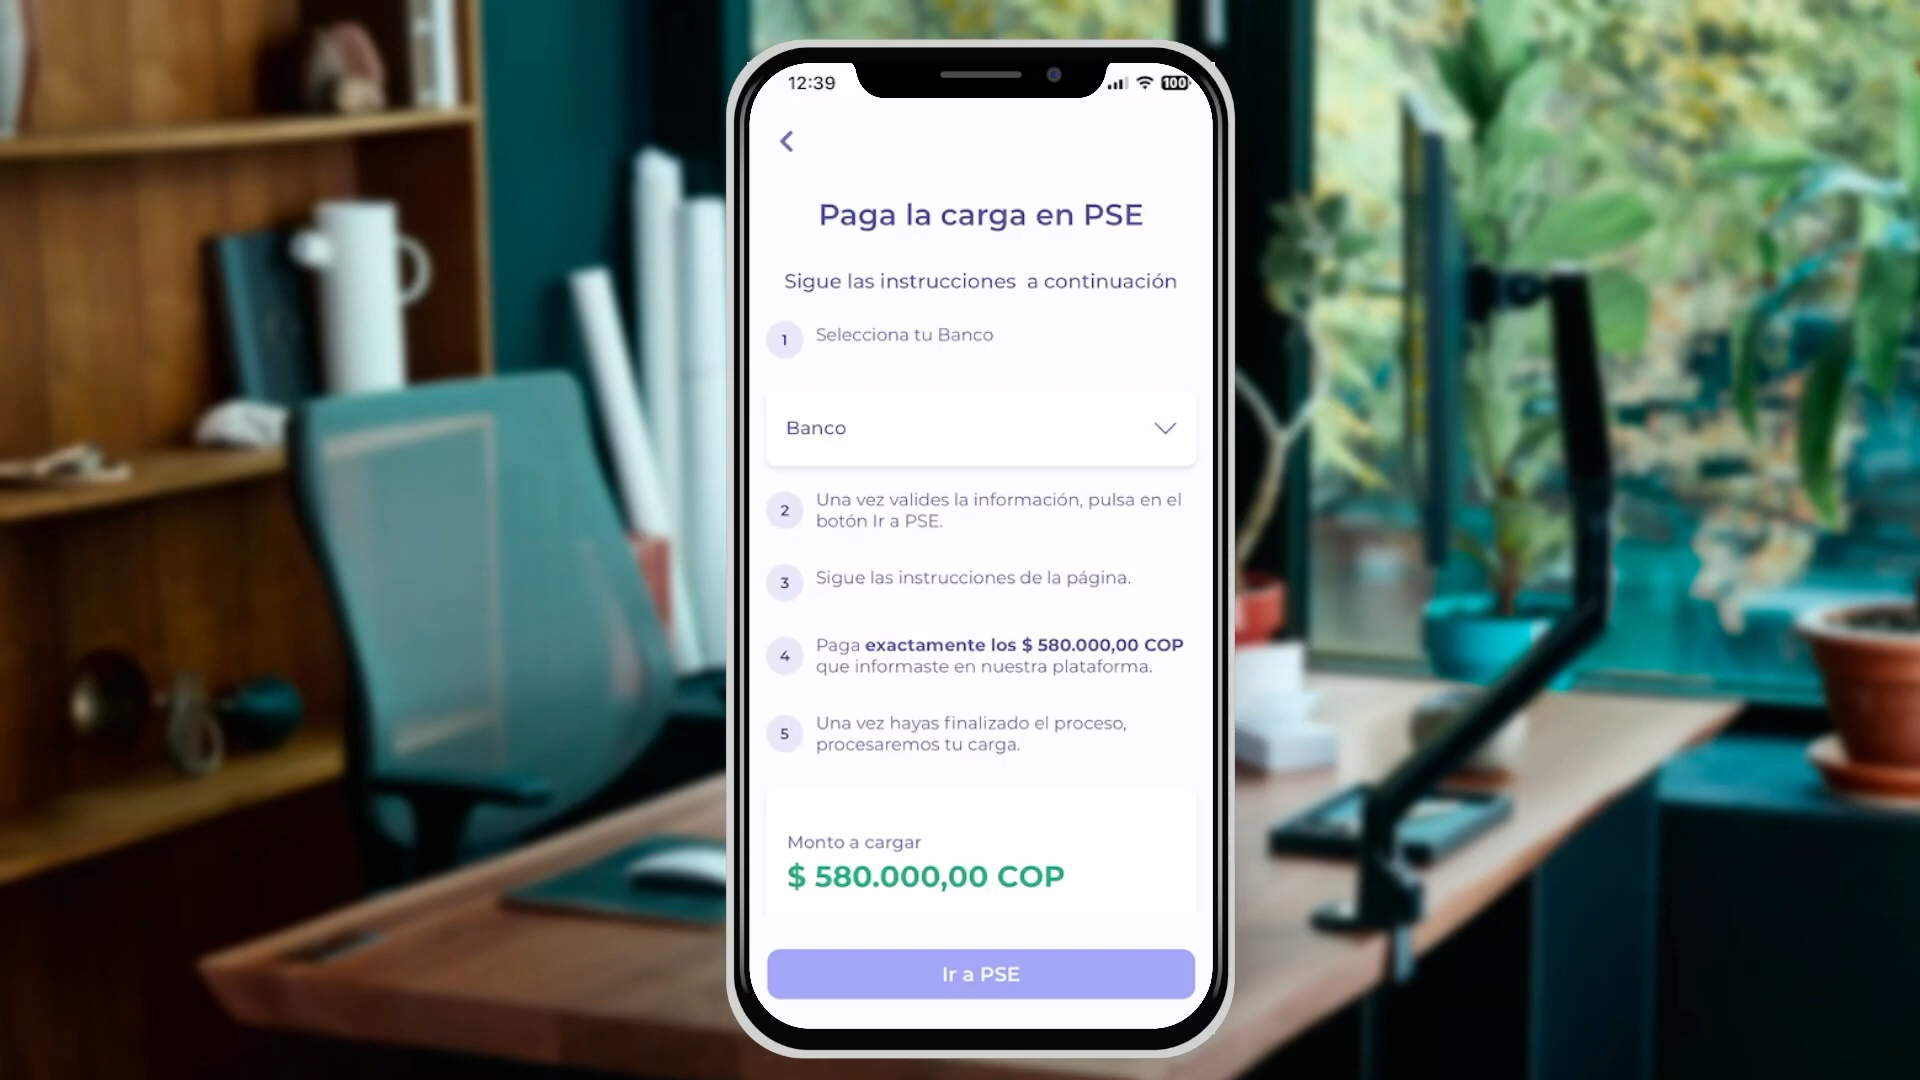 12:39
100
Paga la carga en PSE
Sigue las instrucciones a continuación
1 Selecciona tu Banco
Banco
2 Una vez valides la información, pulsa en el
botón Ir a PSE.
3 Sigue las instrucciones de la página.
4 Paga exactamente los $ 580.000,00 COP
que informaste en nuestra plataforma.
5 Una vez hayas finalizado el proceso,
procesaremos tu carga.
Monto a cargar
$ 580.000,00 COP
Ir a PSE